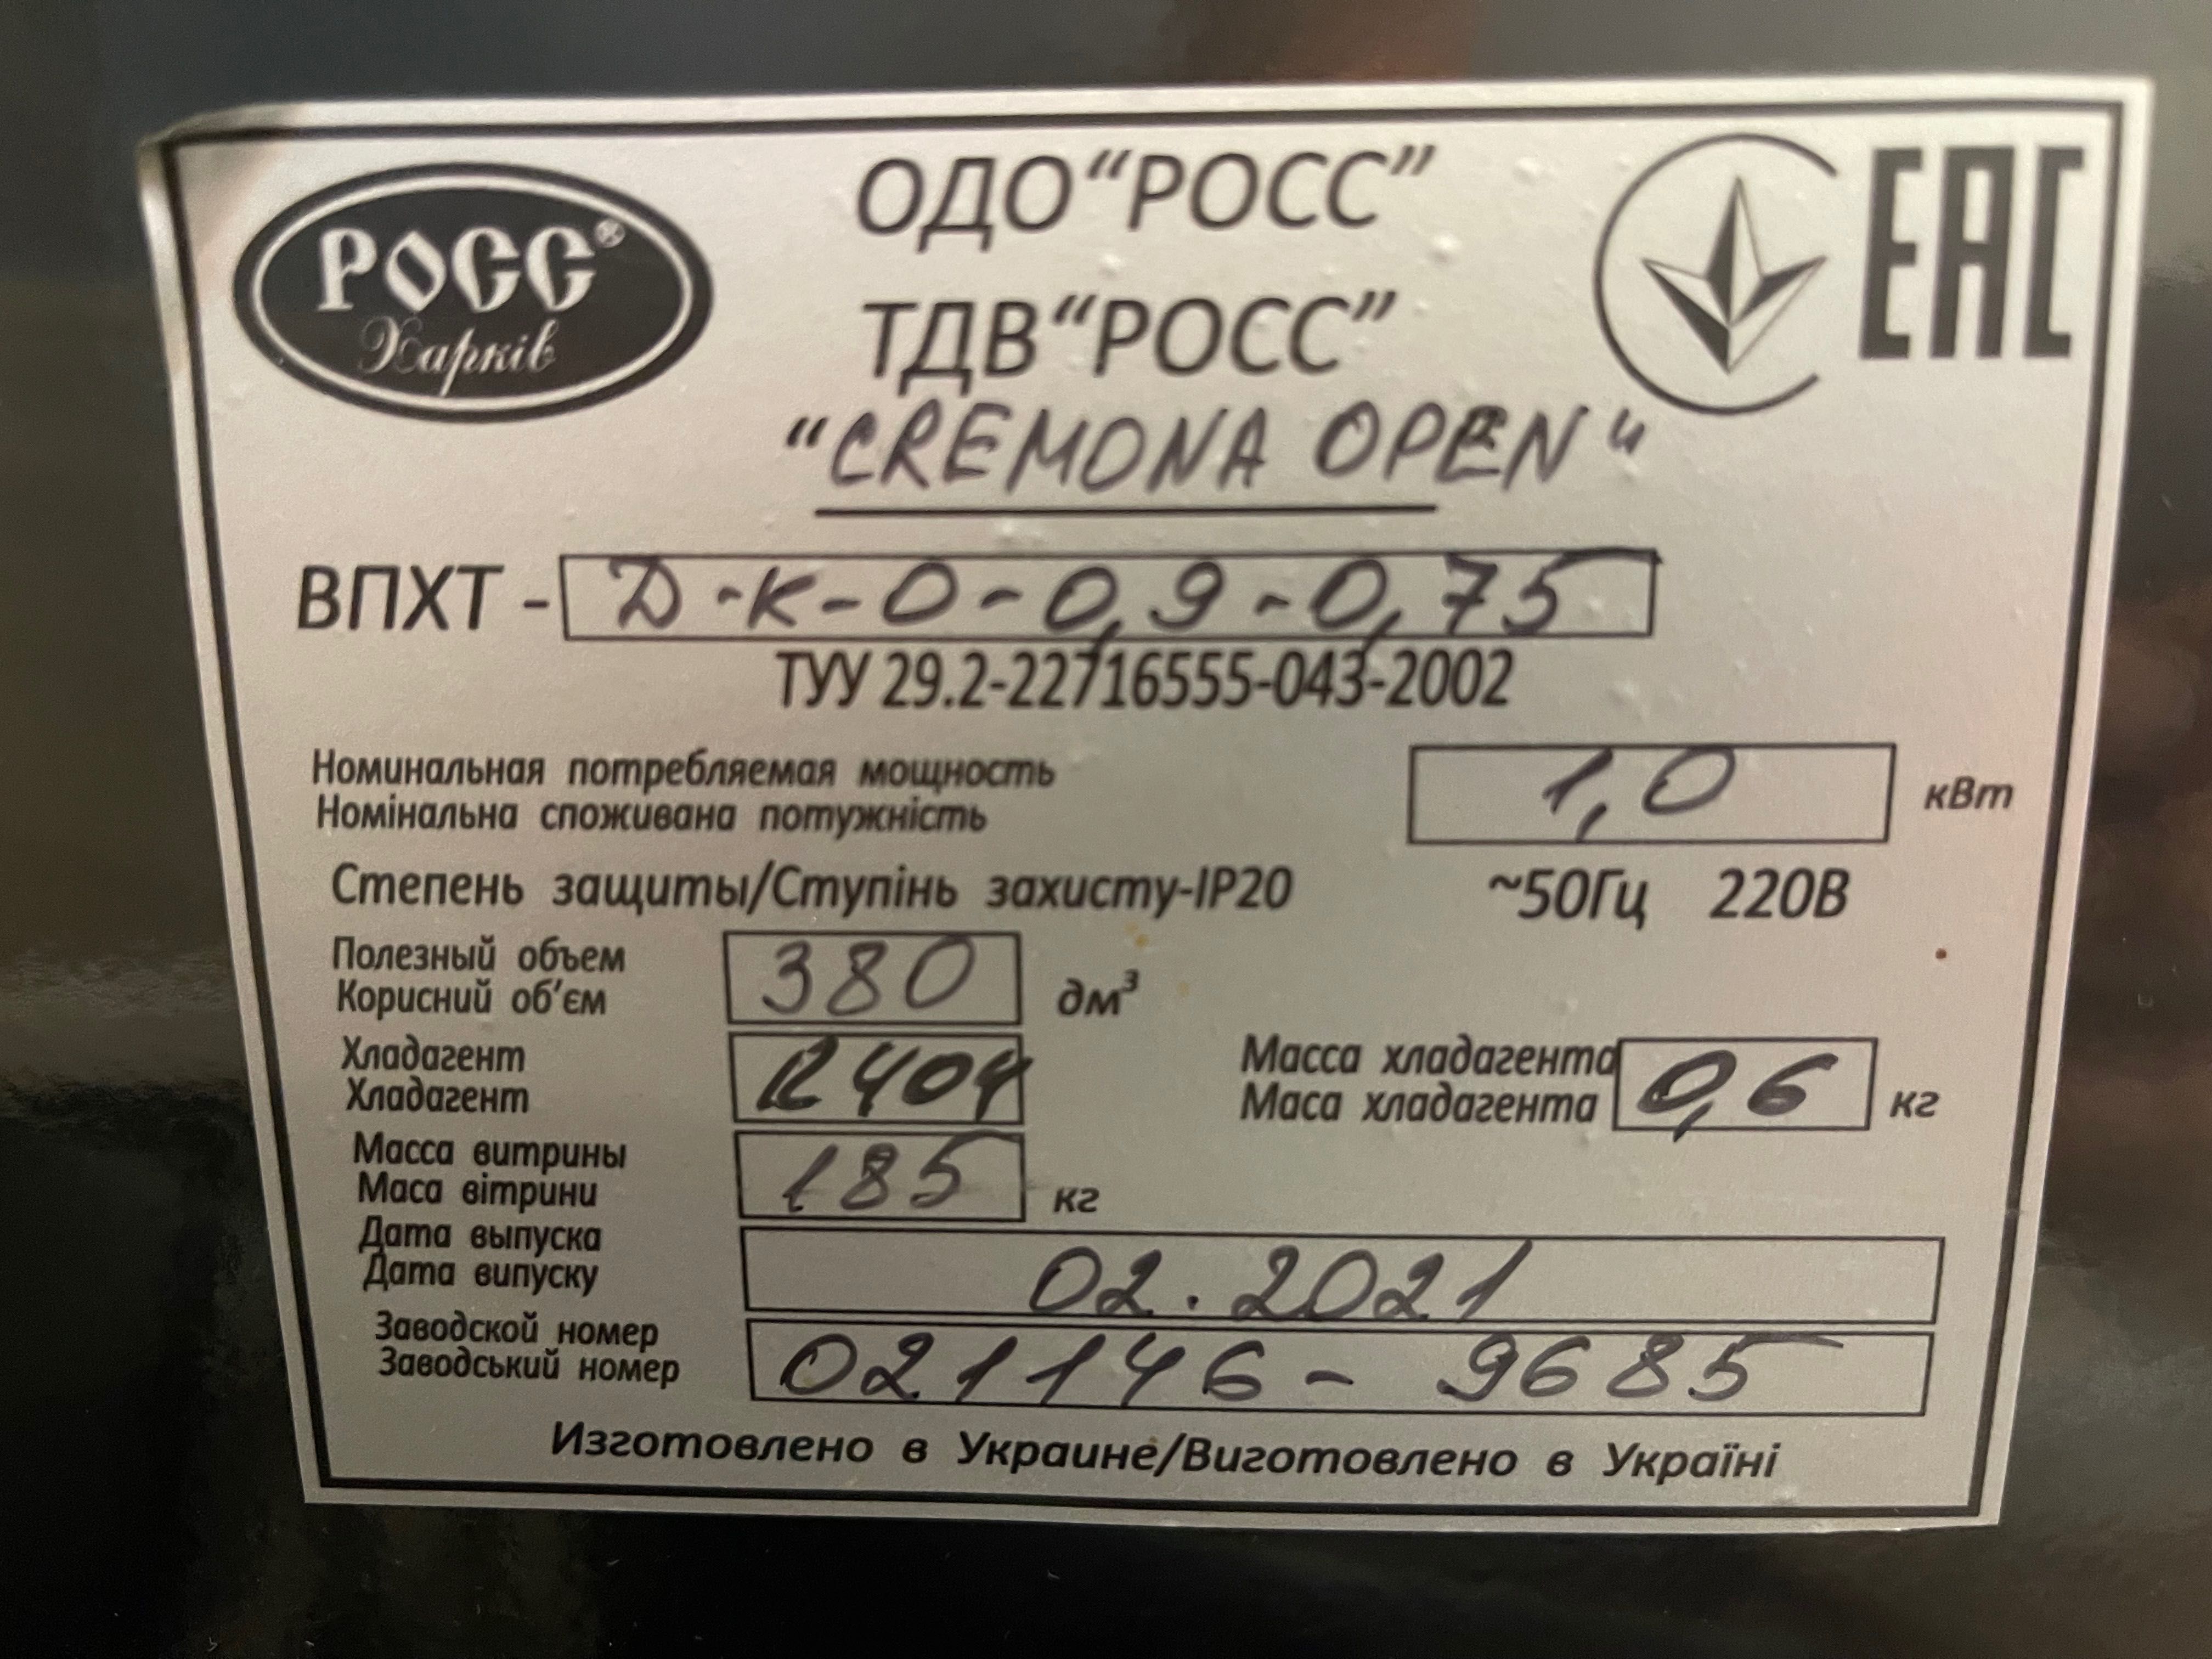 РОСС®
Харків
ОДО“РОСС”
ТДВ“РОСС”
“CREMONA OPEN”
EAC
ВПХТ - Д-К-О-0,9-0,75
ТУУ 29.2-22716555-043-2002
Номинальная потребляемая мощность
Номінальна споживана потужність
1,0 кВт
Степень защиты/Ступінь захисту-IP20 ~50Гц 220В
Полезный объем
Корисний об’єм
380 дм³
Хладагент
Хладагент
R404
Масса хладагента
Маса хладагента
0,6 кг
Масса витрины
Маса вітрини
185 кг
Дата выпуска
Дата випуску
02.2021
Заводской номер
Заводський номер
021146- 9685
Изготовлено в Украине/Виготовлено в Україні